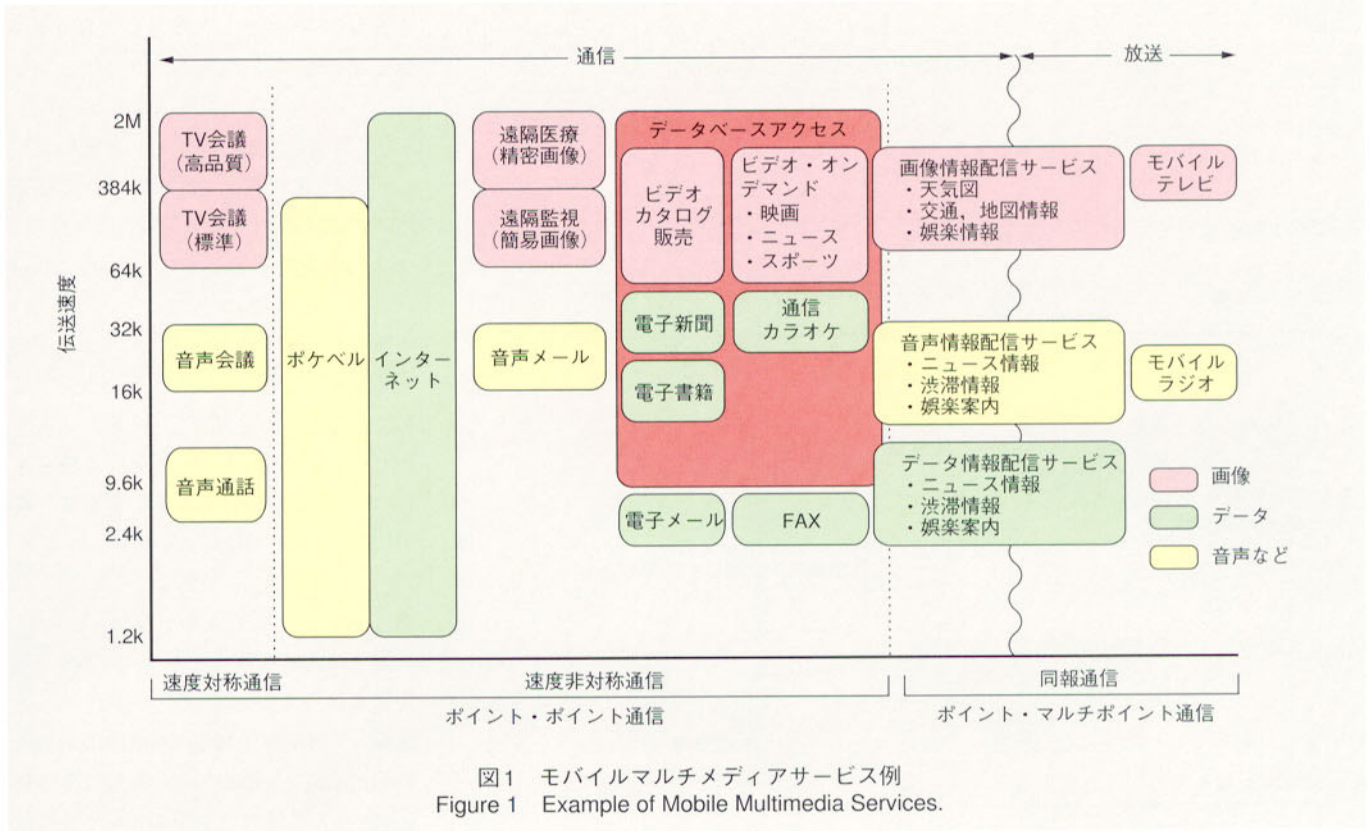 通信
放送
2M
384k
64k
32k
16k
9.6k
2.4k
1.2k
伝送速度
TV会議
(高品質)
TV会議
(標準)
音声会議
音声通話
ポケベル
インター
ネット
遠隔医療
(精密画像)
遠隔監視
(簡易画像)
音声メール
データベースアクセス
ビデオ
カタログ
販売
ビデオ・オン
デマンド
・映画
・ニュース
・スポーツ
電子新聞
通信
カラオケ
電子書籍
電子メール
FAX
画像情報配信サービス
・天気図
・交通,地図情報
・娯楽情報
音声情報配信サービス
・ニュース情報
・渋滞情報
・娯楽案内
データ情報配信サービス
・ニュース情報
・渋滞情報
・娯楽案内
モバイル
テレビ
モバイル
ラジオ
画像
データ
音声など
速度対称通信
速度非対称通信
同報通信
ポイント・ポイント通信
ポイント・マルチポイント通信
図1 モバイルマルチメディアサービス例
Figure 1 Example of Mobile Multimedia Services.